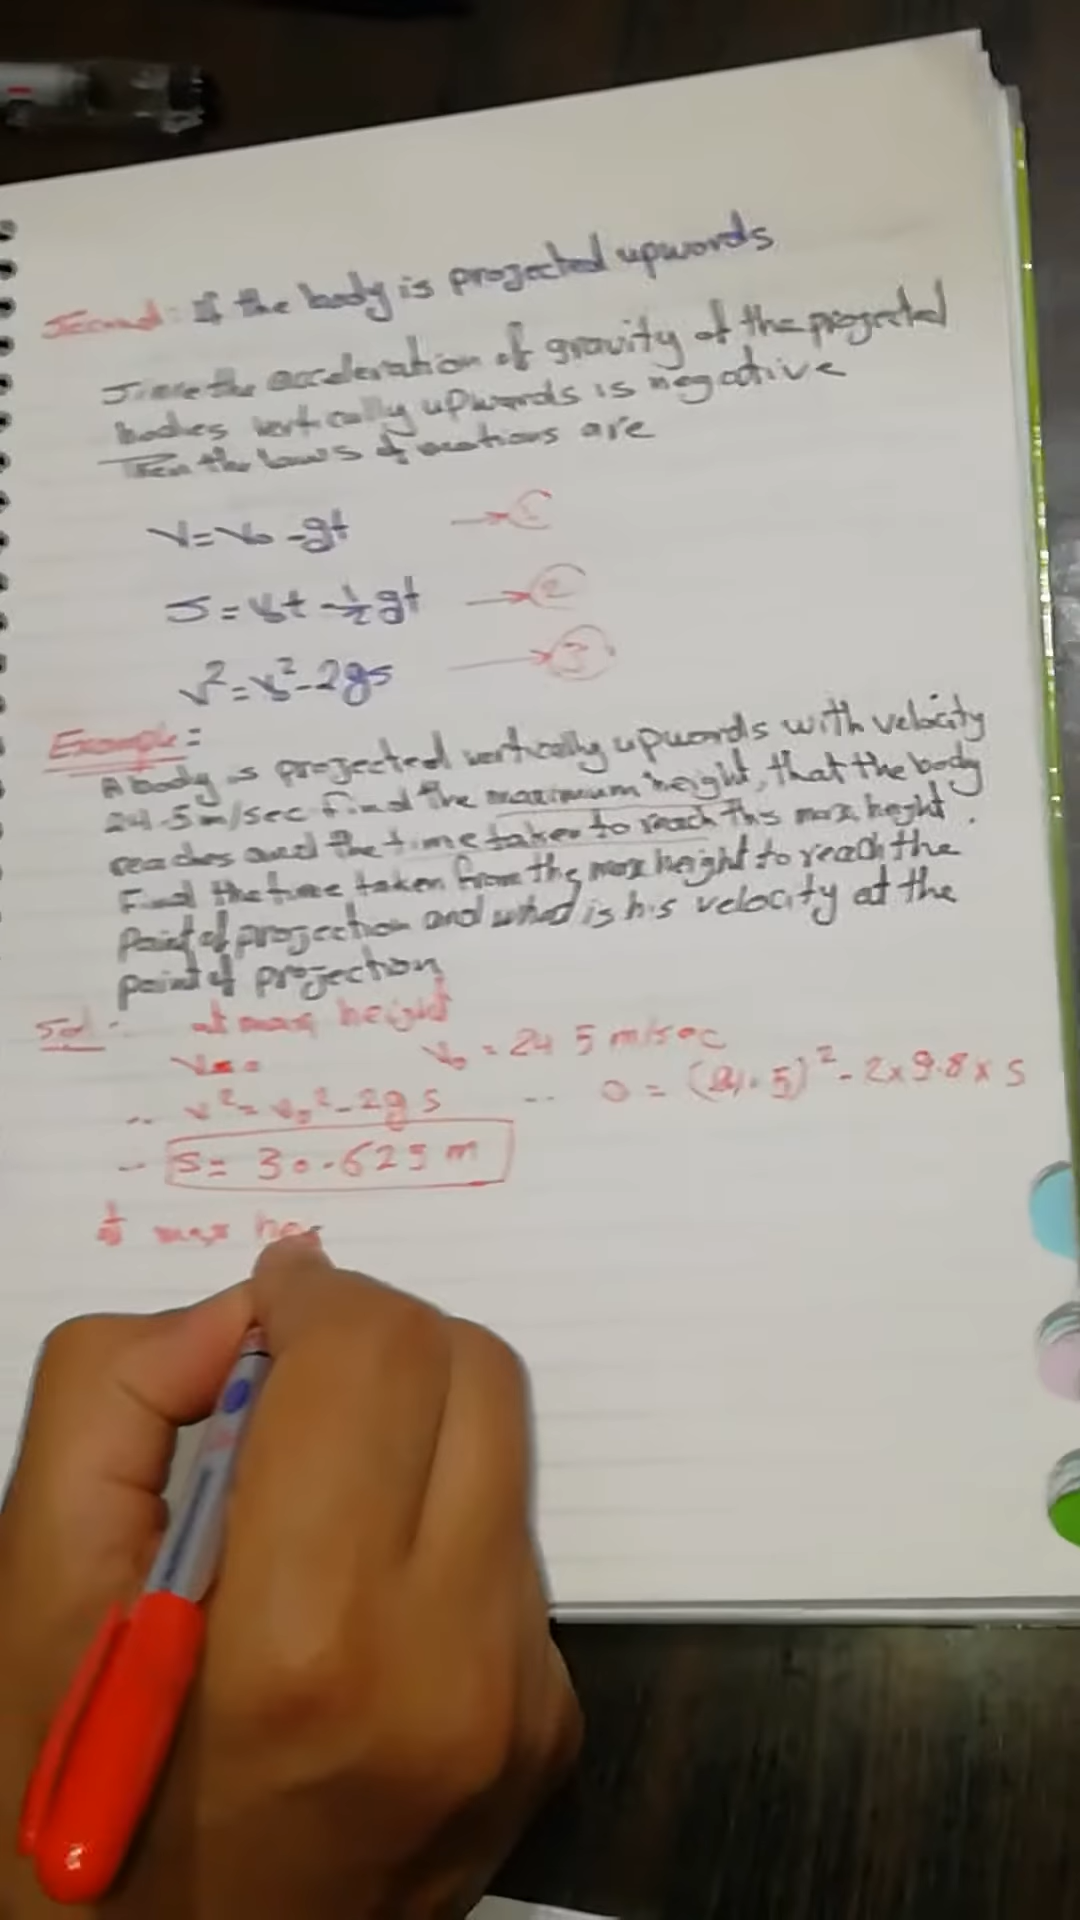 Second: If the body is projected upwords
Since the acceleration of gravity of the projected
bodies vertically upwards is negative
Then the laws of motions are
V = V₀ - gt → 1
S = V₀t - ½gt → 2
V² = V₀² - 2gs → 3
Example:
A body is projected vertically upwords with velocity
24.5m/sec find the maximum height, that the body
reaches and the time taken to reach this max height.
Find the time taken from the max height to reach the
point of projection and what is his velocity at the
point of projection
Sol: at max height
V = 0 V₀ = 24.5 m/sec
∴ V² = V₀² - 2gs ∴ 0 = (24.5)² - 2×9.8×S
∴ S = 30.625 m
max